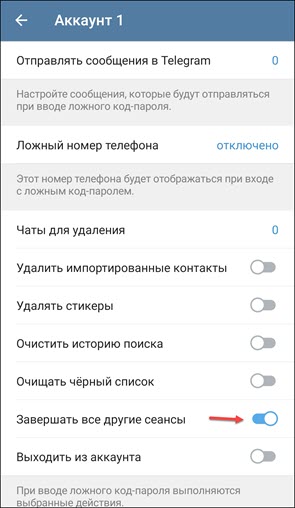 Аккаунт 1
Отправлять сообщения в Telegram 0
Настройте сообщения, которые будут отправляться
при вводе ложного код-пароля.
Ложный номер телефона отключено
Этот номер телефона будет отображаться при входе
с ложным код-паролем.
Чаты для удаления 0
Удалить импортированные контакты
Удалять стикеры
Очистить историю поиска
Очищать чёрный список
Завершать все другие сеансы
Выходить из аккаунта
При вводе ложного код-пароля выполняются
выбранные действия.